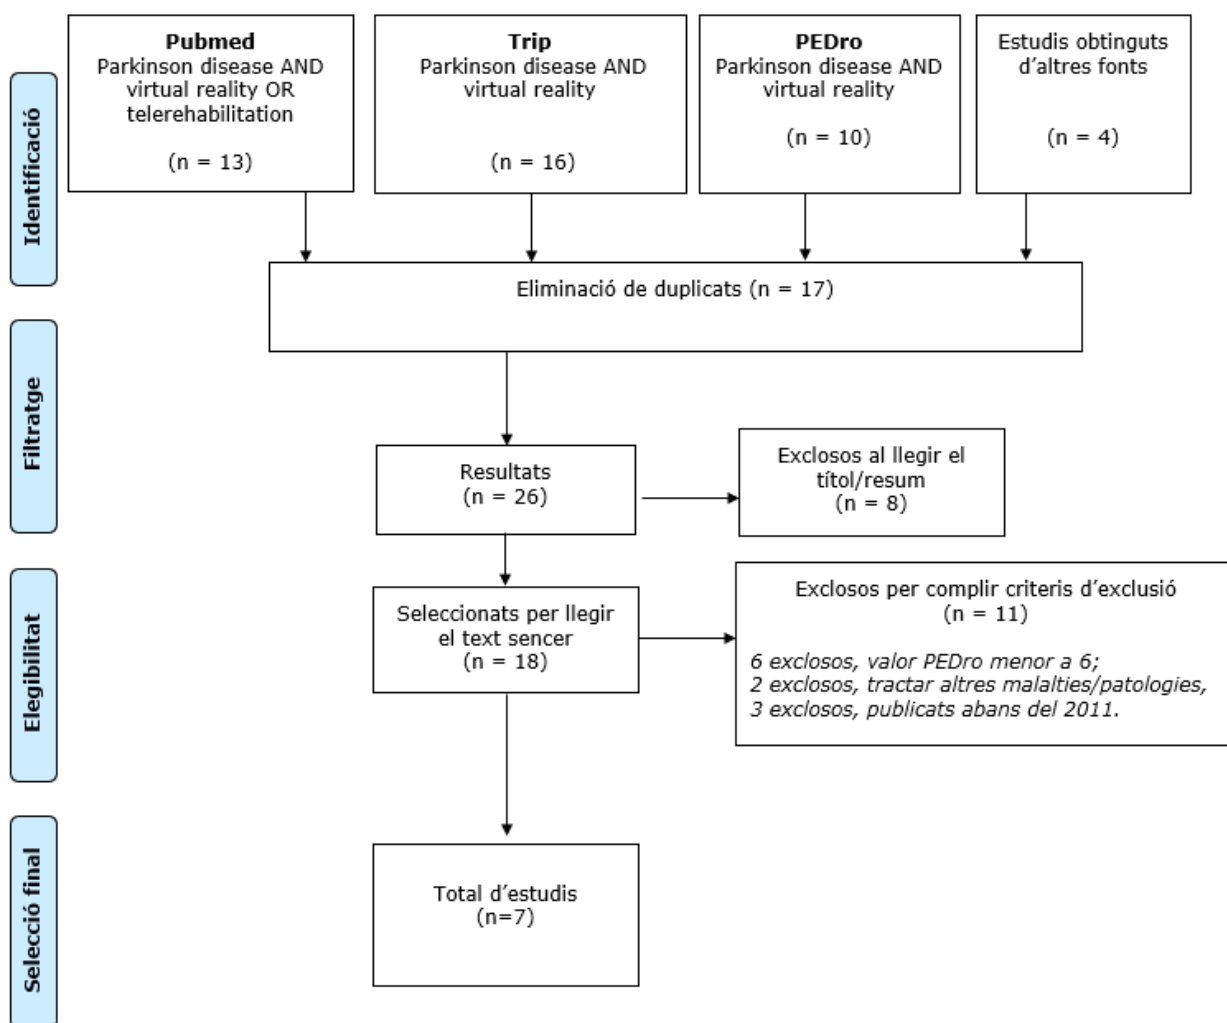 Identificació
Pubmed
Parkinson disease AND
virtual reality OR
telerehabilitation
(n = 13)
Trip
Parkinson disease AND
virtual reality
(n = 16)
PEDro
Parkinson disease AND
virtual reality
(n = 10)
Estudis obtinguts
d’altres fonts
(n = 4)
Eliminació de duplicats (n = 17)
Filtratge
Resultats
(n = 26)
Exclosos al llegir el
títol/resum
(n = 8)
Elegibilitat
Seleccionats per llegir
el text sencer
(n = 18)
Exclosos per complir criteris d’exclusió
(n = 11)
6 exclosos, valor PEDro menor a 6;
2 exclosos, tractar altres malalties/patologies,
3 exclosos, publicats abans del 2011.
Selecció final
Total d’estudis
(n=7)